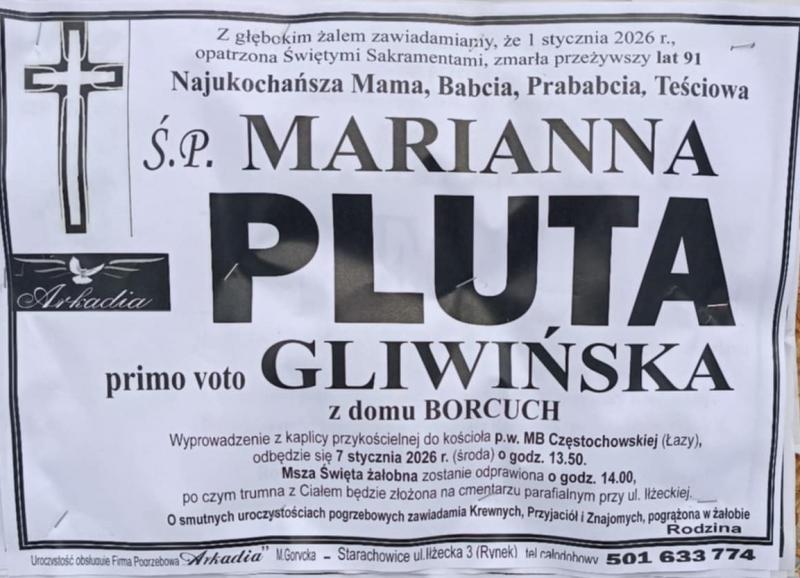 Z głębokim żalem zawiadamiamy, że 1 stycznia 2026 r.,
opatrzona Świętymi Sakramentami, zmarła przeżywszy lat 91
Najukochańsza Mama, Babcia, Prababcia, Teściowa
Ś.P. MARIANNA
PLUTA
Arkadia
primo voto GLIWIŃSKA
z domu BORCUCH
Wyprowadzenie z kaplicy przykościelnej do kościoła p.w. MB Częstochowskiej (Łazy),
odbędzie się 7 stycznia 2026 r. (środa) o godz. 13.50.
Msza Święta żałobna zostanie odprawiona o godz. 14.00,
po czym trumna z Ciałem będzie złożona na cmentarzu parafialnym przy ul. Iłżeckiej.
O smutnych uroczystościach pogrzebowych zawiadamia Krewnych, Przyjaciół i Znajomych, pogrążona w żałobie
Rodzina
Uroczystość obsługuje Firma Pogrzebowa "Arkadia" M.Gorycka – Starachowice ul.Iłżecka 3 (Rynek) tel całodobowy 501 633 774